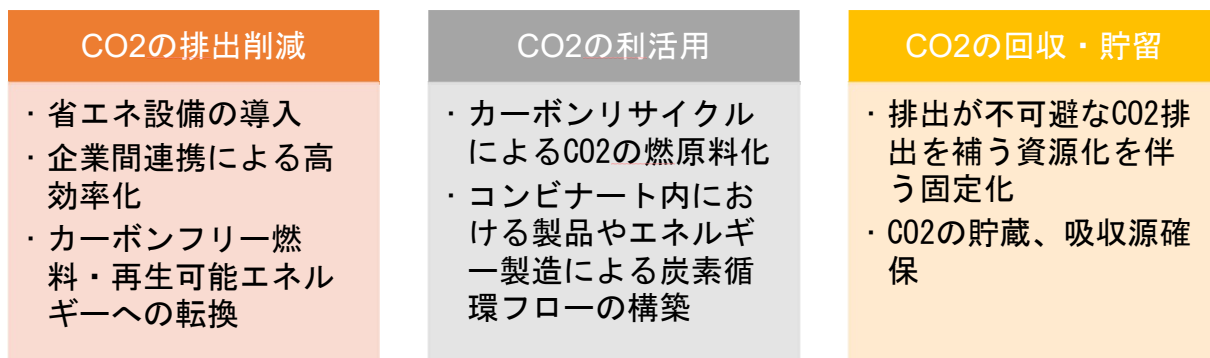 CO2の排出削減
・省エネ設備の導入
・企業間連携による高
効率化
・カーボンフリー燃
料・再生可能エネル
ギーへの転換
CO2の利活用
・カーボンリサイクル
によるCO2の燃原料化
・コンビナート内にお
ける製品やエネルギ
ー製造による炭素循
環フローの構築
CO2の回収・貯留
・排出が不可避なCO2排
出を補う資源化を伴
う固定化
・CO2の貯蔵、吸収源確
保